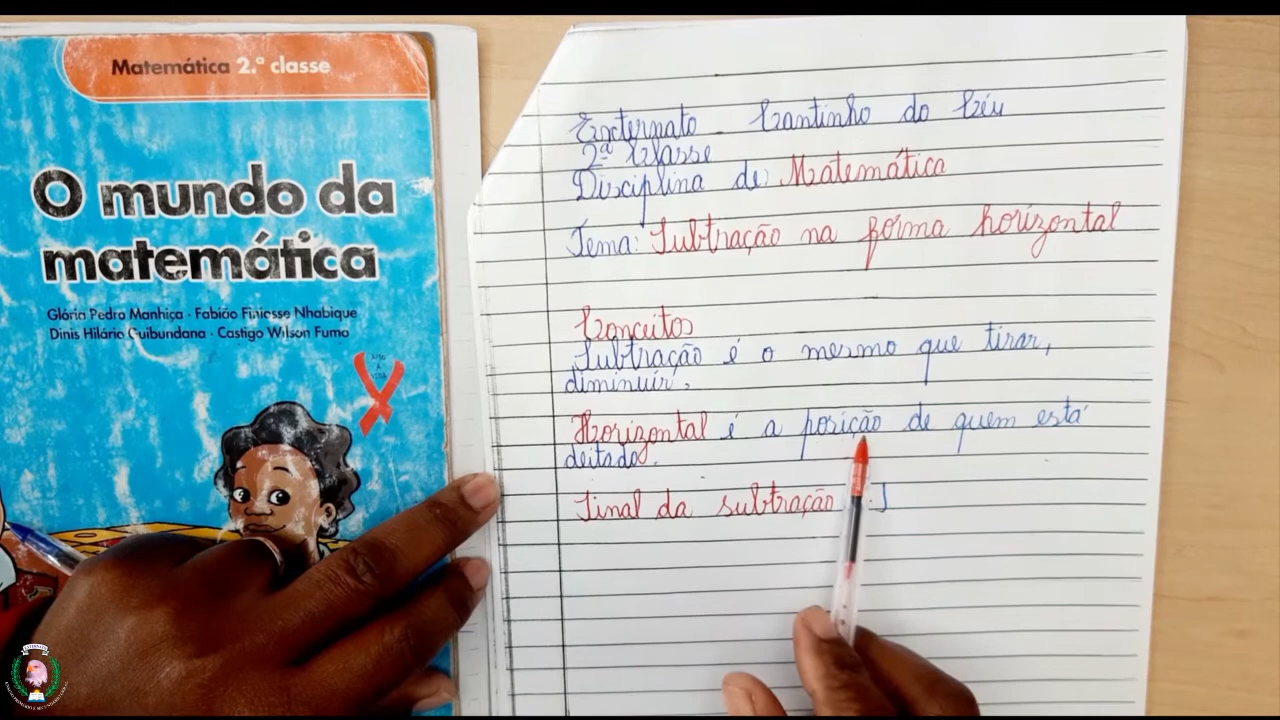 Matemática 2.ª classe
O mundo da
matemática
Glória Pedro Manhiça · Fabião Finiosse Nhabique
Dinis Hilário Guibundana · Castigo Wilson Fumo
Externato - Cantinho do Céu
2ª Classe
Disciplina de: Matemática
Tema: Subtração na forma horizontal
Conceitos
Subtração é o mesmo que tirar,
diminuir.
Horizontal é a posição de quem está
deitado.
Sinal da subtração